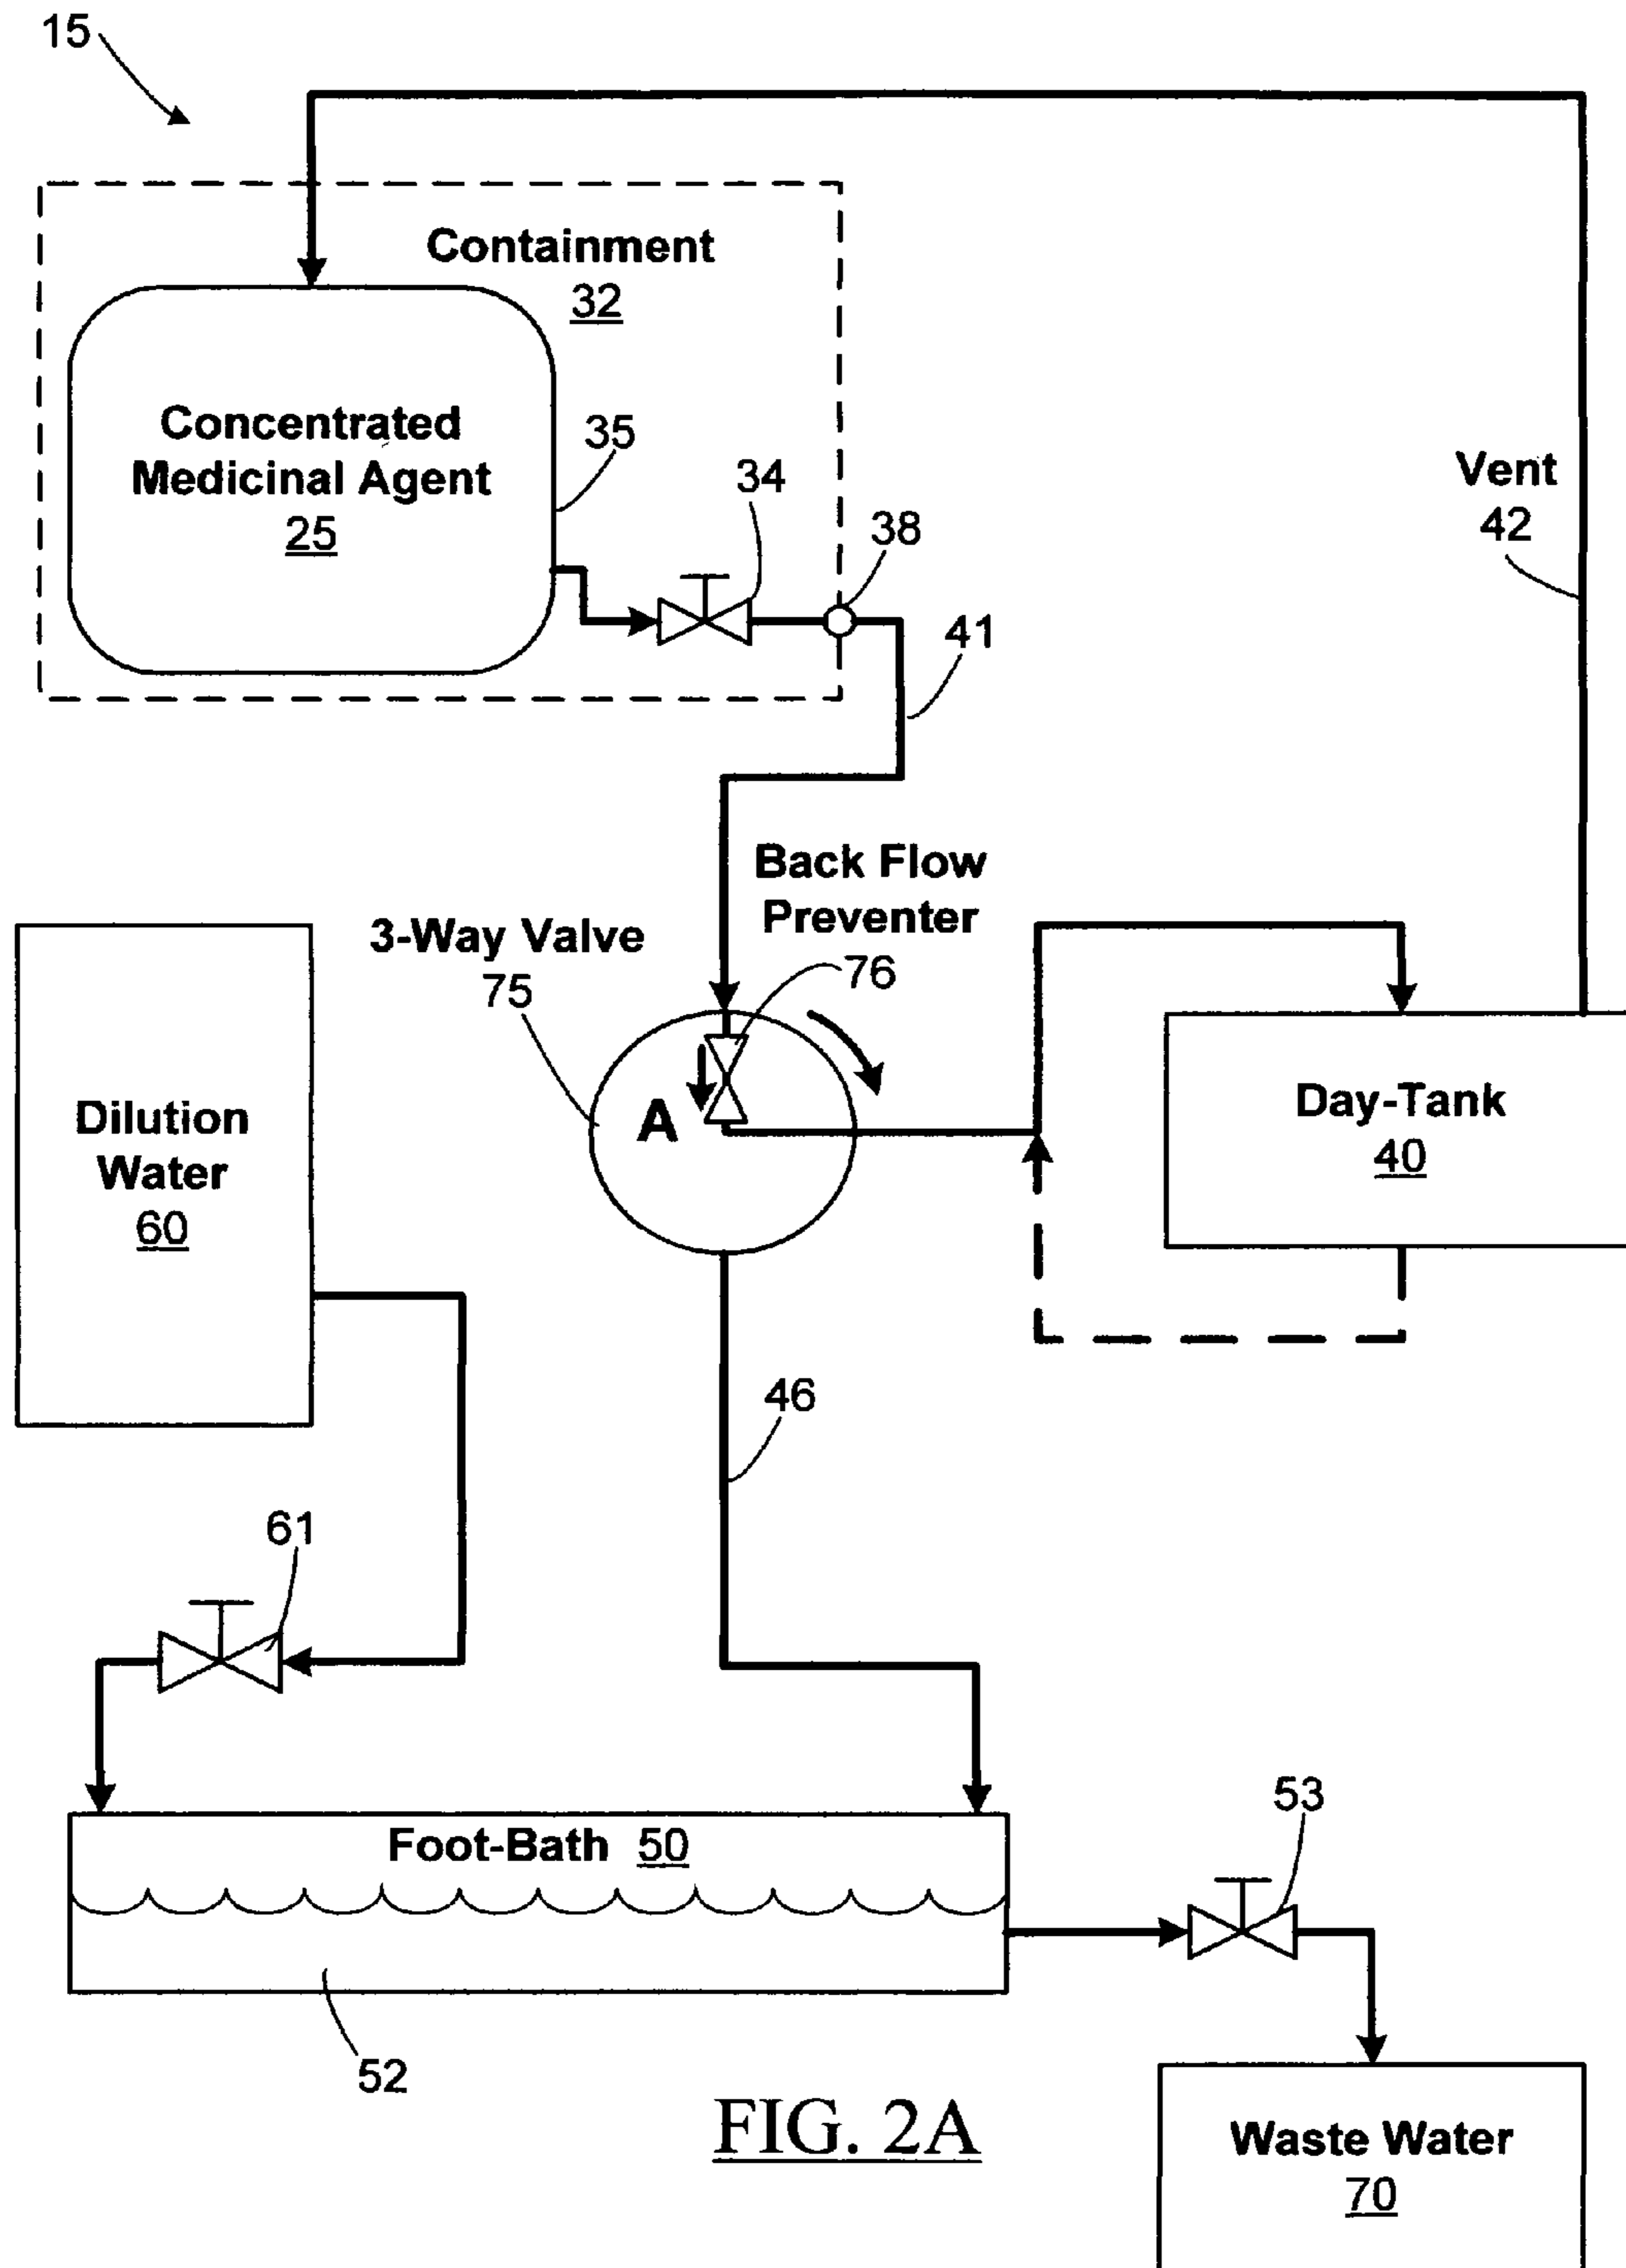 15
Containment
32
Concentrated
Medicinal Agent
25
35
34
38
41
Vent
42
Back Flow
Preventer
76
3-Way Valve
75
A
Dilution
Water
60
Day-Tank
40
46
61
Foot-Bath 50
53
52
FIG. 2A
Waste Water
70